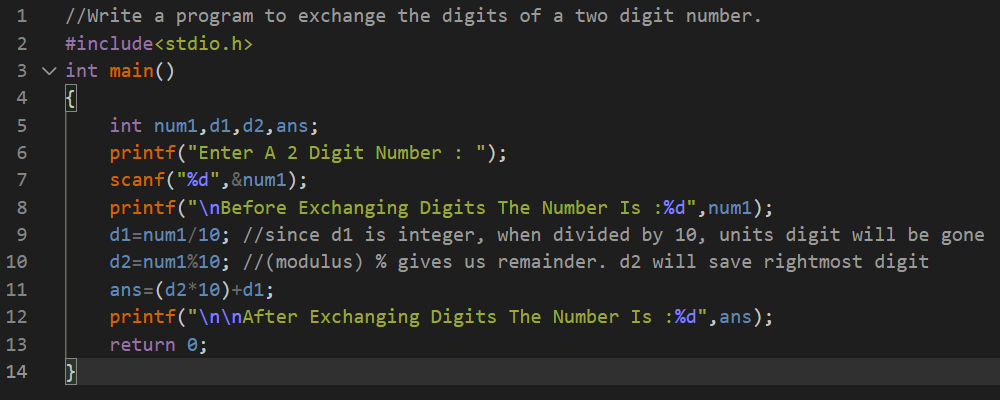 1 //Write a program to exchange the digits of a two digit number.
2 #include<stdio.h>
3 int main()
4 {
5     int num1,d1,d2,ans;
6     printf("Enter A 2 Digit Number : ");
7     scanf("%d",&num1);
8     printf("\nBefore Exchanging Digits The Number Is :%d",num1);
9     d1=num1/10; //since d1 is integer, when divided by 10, units digit will be gone
10     d2=num1%10; //(modulus) % gives us remainder. d2 will save rightmost digit
11     ans=(d2*10)+d1;
12     printf("\n\nAfter Exchanging Digits The Number Is :%d",ans);
13     return 0;
14 }